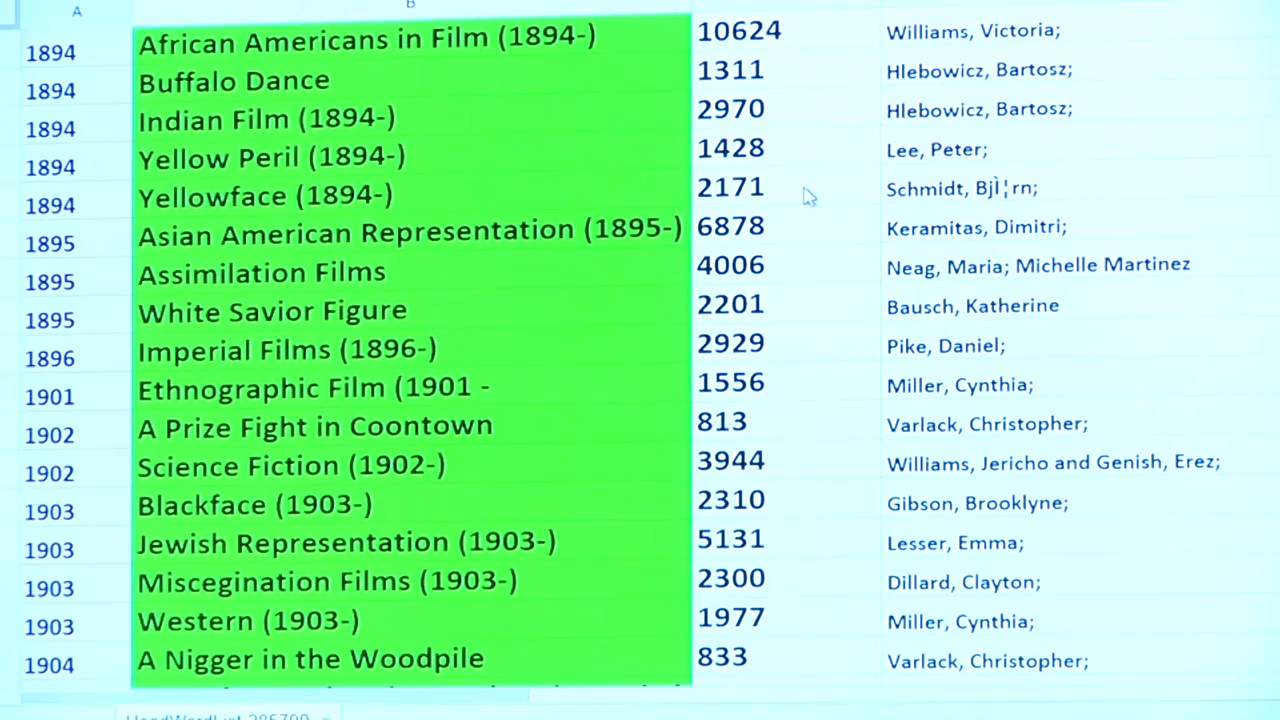 A B
1894 African Americans in Film (1894-) 10624 Williams, Victoria;
1894 Buffalo Dance 1311 Hlebowicz, Bartosz;
1894 Indian Film (1894-) 2970 Hlebowicz, Bartosz;
1894 Yellow Peril (1894-) 1428 Lee, Peter;
1894 Yellowface (1894-) 2171 Schmidt, BjÌ¦rn;
1895 Asian American Representation (1895-) 6878 Keramitas, Dimitri;
1895 Assimilation Films 4006 Neag, Maria; Michelle Martinez
1895 White Savior Figure 2201 Bausch, Katherine
1896 Imperial Films (1896-) 2929 Pike, Daniel;
1901 Ethnographic Film (1901 - 1556 Miller, Cynthia;
1902 A Prize Fight in Coontown 813 Varlack, Christopher;
1902 Science Fiction (1902-) 3944 Williams, Jericho and Genish, Erez;
1903 Blackface (1903-) 2310 Gibson, Brooklyne;
1903 Jewish Representation (1903-) 5131 Lesser, Emma;
1903 Miscegination Films (1903-) 2300 Dillard, Clayton;
1903 Western (1903-) 1977 Miller, Cynthia;
1904 A Nigger in the Woodpile 833 Varlack, Christopher;